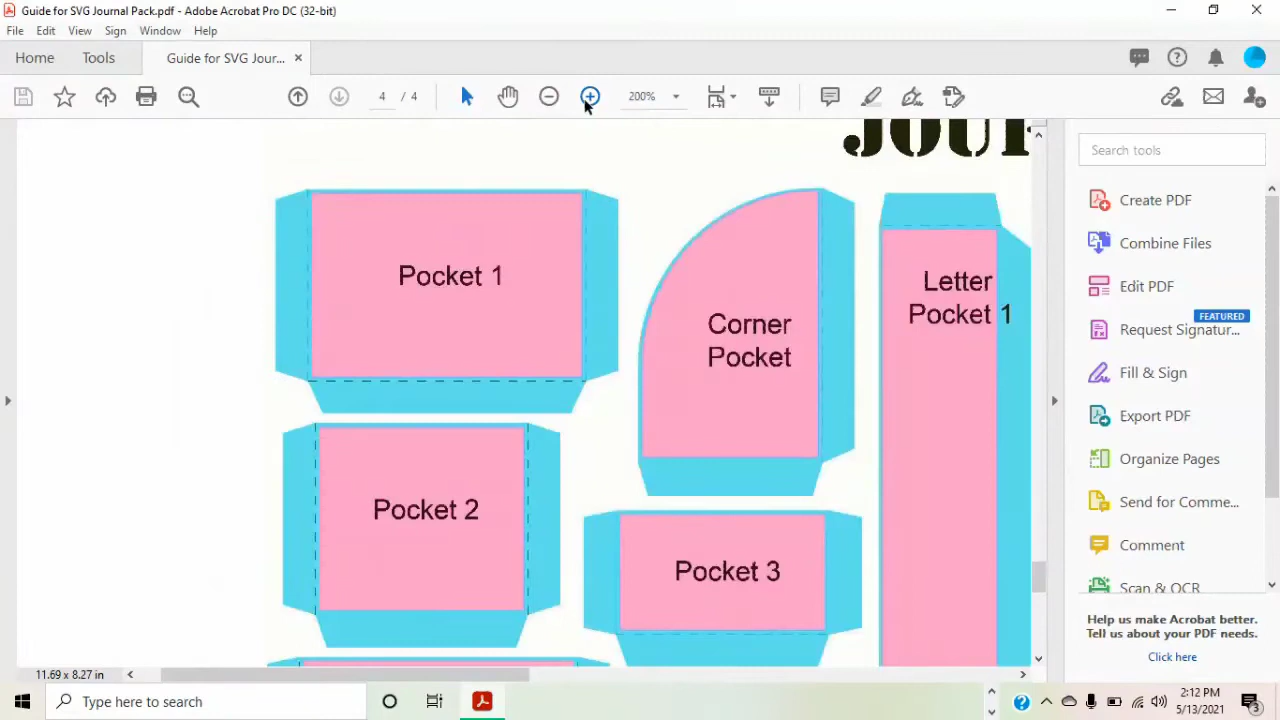 Guide for SVG Journal Pack.pdf - Adobe Acrobat Pro DC (32-bit)
File Edit View Sign Window Help
Home Tools Guide for SVG Jour... ×
4 / 4 200%
JOUR
Search tools
Create PDF
Combine Files
Edit PDF
FEATURED
Request Signatur...
Fill & Sign
Export PDF
Organize Pages
Send for Comme...
Comment
Scan & OCR
Help us make Acrobat better.
Tell us about your PDF needs.
Click here
Pocket 1
Corner
Pocket
Letter
Pocket 1
Pocket 2
Pocket 3
11.69 x 8.27 in
Type here to search
2:12 PM
5/13/2021
3